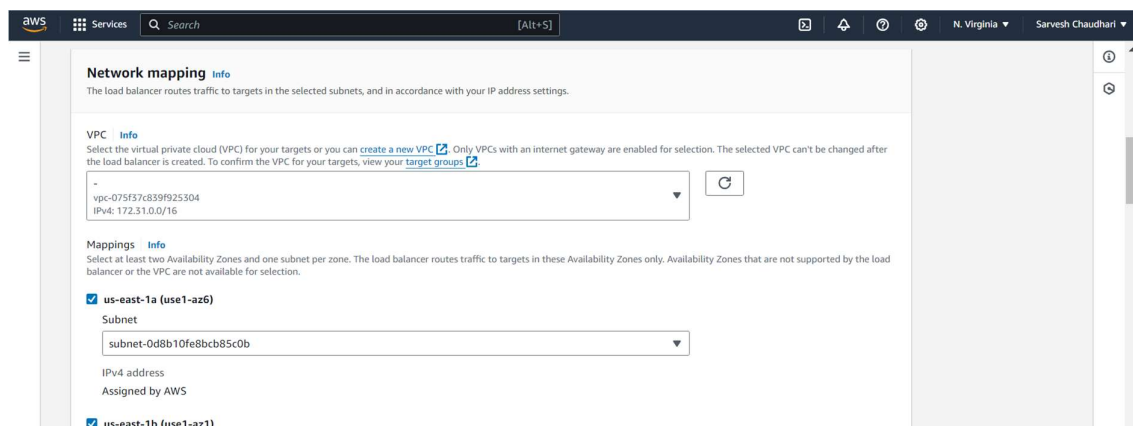 aws Services Search [Alt+S] N. Virginia ▼ Sarvesh Chaudhari ▼
Network mapping Info
The load balancer routes traffic to targets in the selected subnets, and in accordance with your IP address settings.
VPC Info
Select the virtual private cloud (VPC) for your targets or you can create a new VPC. Only VPCs with an internet gateway are enabled for selection. The selected VPC can't be changed after
the load balancer is created. To confirm the VPC for your targets, view your target groups.
-
vpc-075f37c839f925304
IPv4: 172.31.0.0/16
Mappings Info
Select at least two Availability Zones and one subnet per zone. The load balancer routes traffic to targets in these Availability Zones only. Availability Zones that are not supported by the load
balancer or the VPC are not available for selection.
us-east-1a (use1-az6)
Subnet
subnet-0d8b10fe8bcb85c0b
IPv4 address
Assigned by AWS
us-east-1b (use1-az1)